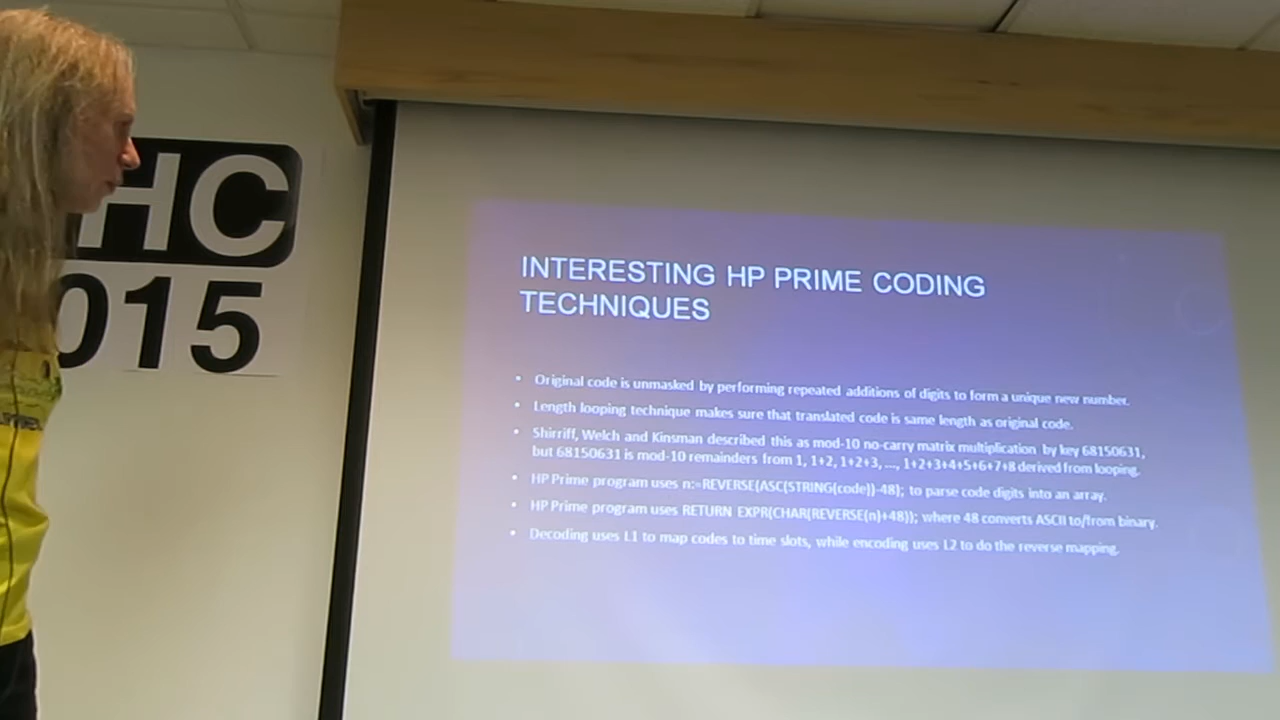 HC
015
INTERESTING HP PRIME CODING
TECHNIQUES
• Original code is unmasked by performing repeated additions of digits to form a unique new number.
• Length looping technique makes sure that translated code is same length as original code.
• Shirriff, Welch and Kinsman described this as mod-10 no-carry matrix multiplication by key 68150631,
but 68150631 is mod-10 remainders from 1, 1+2, 1+2+3, ..., 1+2+3+4+5+6+7+8 derived from looping.
• HP Prime program uses n:=REVERSE(ASC(STRING(code))-48); to parse code digits into an array.
• HP Prime program uses RETURN EXPR(CHAR(REVERSE(n)+48)); where 48 converts ASCII to/from binary.
• Decoding uses L1 to map codes to time slots, while encoding uses L2 to do the reverse mapping.